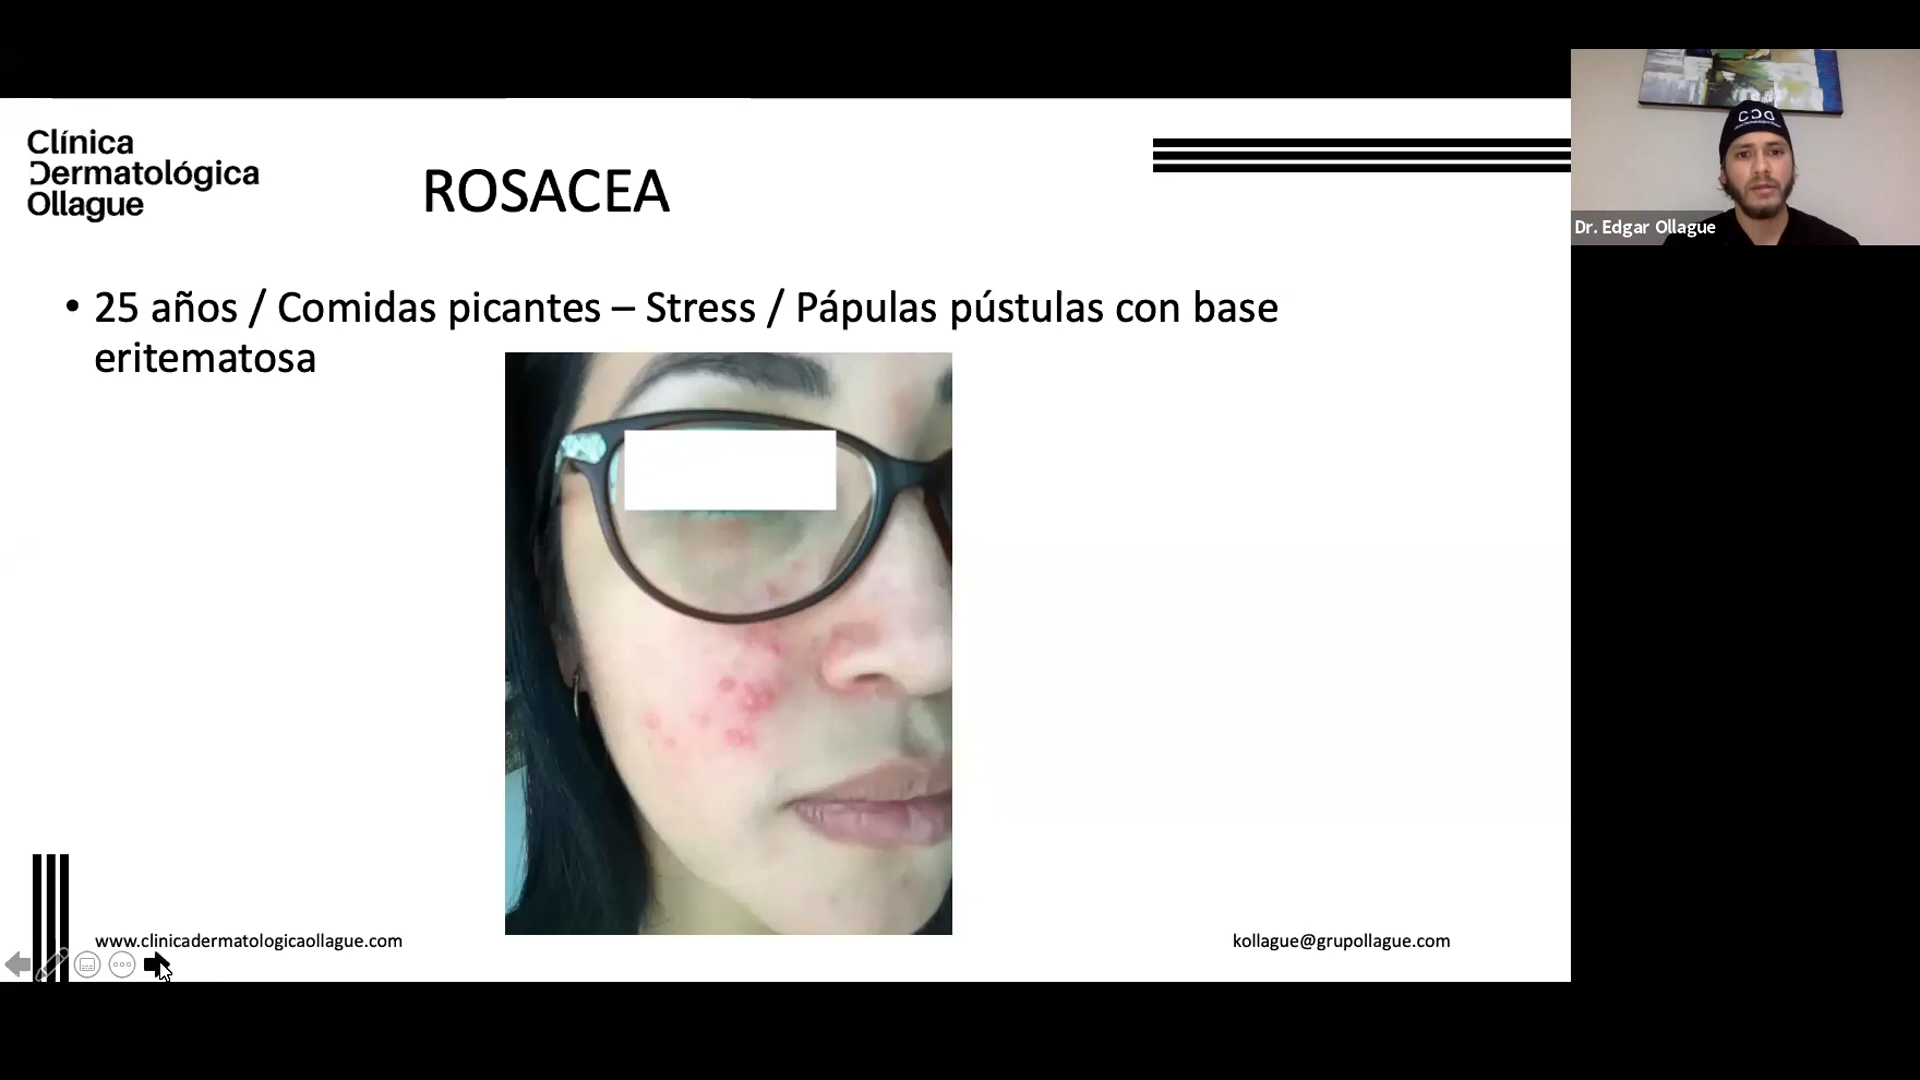 Clínica
Dermatológica
Ollague
ROSACEA
• 25 años / Comidas picantes – Stress / Pápulas pústulas con base
eritematosa
www.clinicadermatologicaollague.com
kollague@grupollague.com
Dr. Edgar Ollague